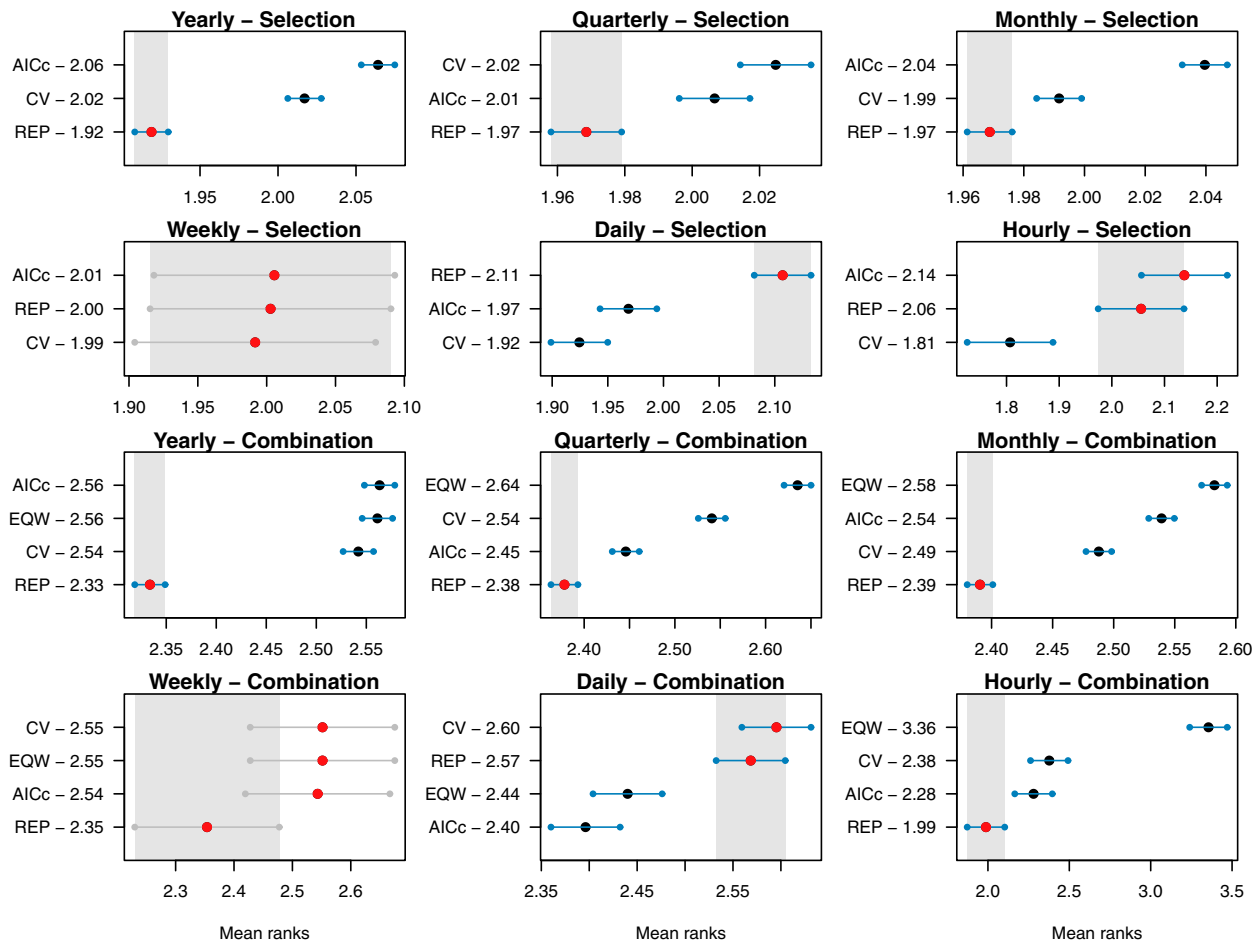 Yearly – Selection
AICc – 2.06
CV – 2.02
REP – 1.92
1.95 2.00 2.05
Quarterly – Selection
CV – 2.02
AICc – 2.01
REP – 1.97
1.96 1.98 2.00 2.02
Monthly – Selection
AICc – 2.04
CV – 1.99
REP – 1.97
1.96 1.98 2.00 2.02 2.04
Weekly – Selection
AICc – 2.01
REP – 2.00
CV – 1.99
1.90 1.95 2.00 2.05 2.10
Daily – Selection
REP – 2.11
AICc – 1.97
CV – 1.92
1.90 1.95 2.00 2.05 2.10
Hourly – Selection
AICc – 2.14
REP – 2.06
CV – 1.81
1.8 1.9 2.0 2.1 2.2
Yearly – Combination
AICc – 2.56
EQW – 2.56
CV – 2.54
REP – 2.33
2.35 2.40 2.45 2.50 2.55
Quarterly – Combination
EQW – 2.64
CV – 2.54
AICc – 2.45
REP – 2.38
2.40 2.50 2.60
Monthly – Combination
EQW – 2.58
AICc – 2.54
CV – 2.49
REP – 2.39
2.40 2.45 2.50 2.55 2.60
Weekly – Combination
CV – 2.55
EQW – 2.55
AICc – 2.54
REP – 2.35
2.3 2.4 2.5 2.6
Mean ranks
Daily – Combination
CV – 2.60
REP – 2.57
EQW – 2.44
AICc – 2.40
2.35 2.45 2.55
Mean ranks
Hourly – Combination
EQW – 3.36
CV – 2.38
AICc – 2.28
REP – 1.99
2.0 2.5 3.0 3.5
Mean ranks